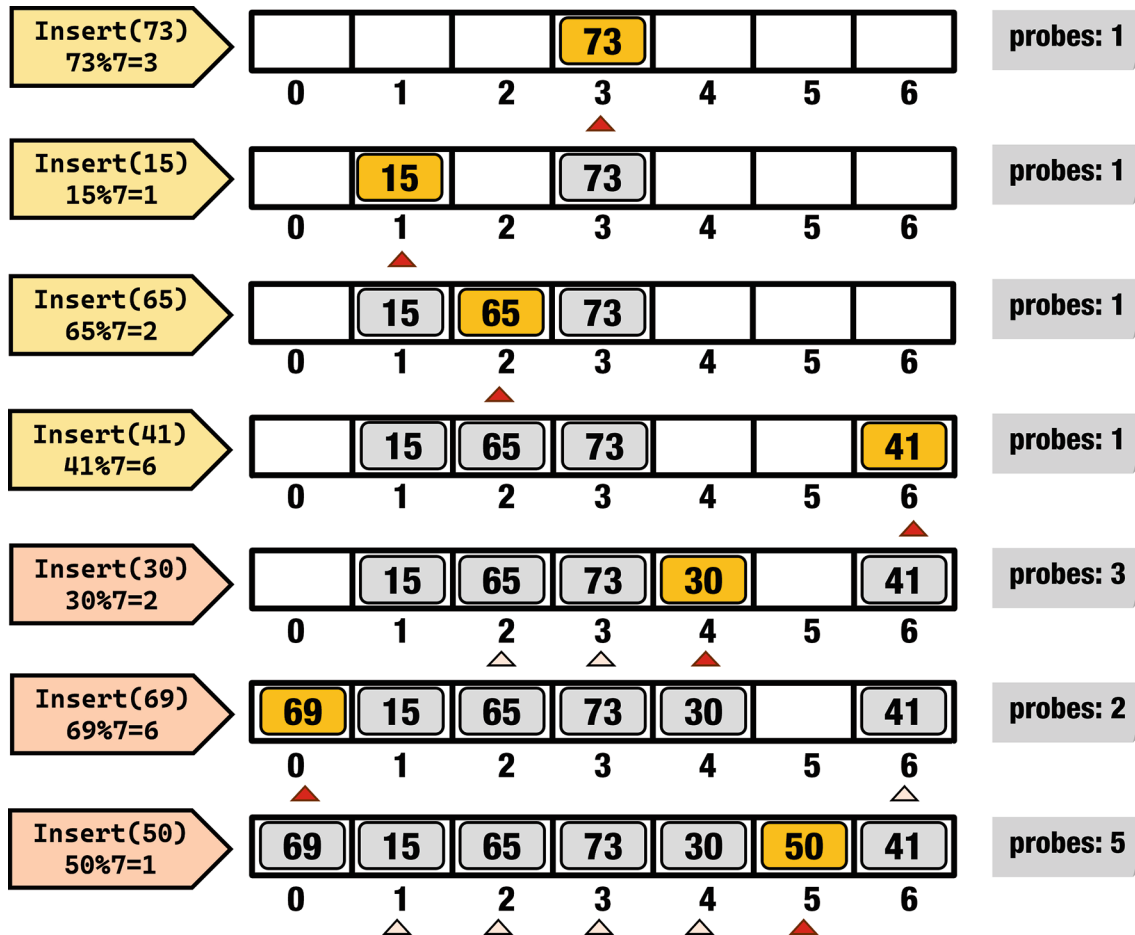 Insert(73)
73%7=3
73
probes: 1
0 1 2 3 4 5 6
Insert(15)
15%7=1
15 73
probes: 1
0 1 2 3 4 5 6
Insert(65)
65%7=2
15 65 73
probes: 1
0 1 2 3 4 5 6
Insert(41)
41%7=6
15 65 73 41
probes: 1
0 1 2 3 4 5 6
Insert(30)
30%7=2
15 65 73 30 41
probes: 3
0 1 2 3 4 5 6
Insert(69)
69%7=6
69 15 65 73 30 41
probes: 2
0 1 2 3 4 5 6
Insert(50)
50%7=1
69 15 65 73 30 50 41
probes: 5
0 1 2 3 4 5 6